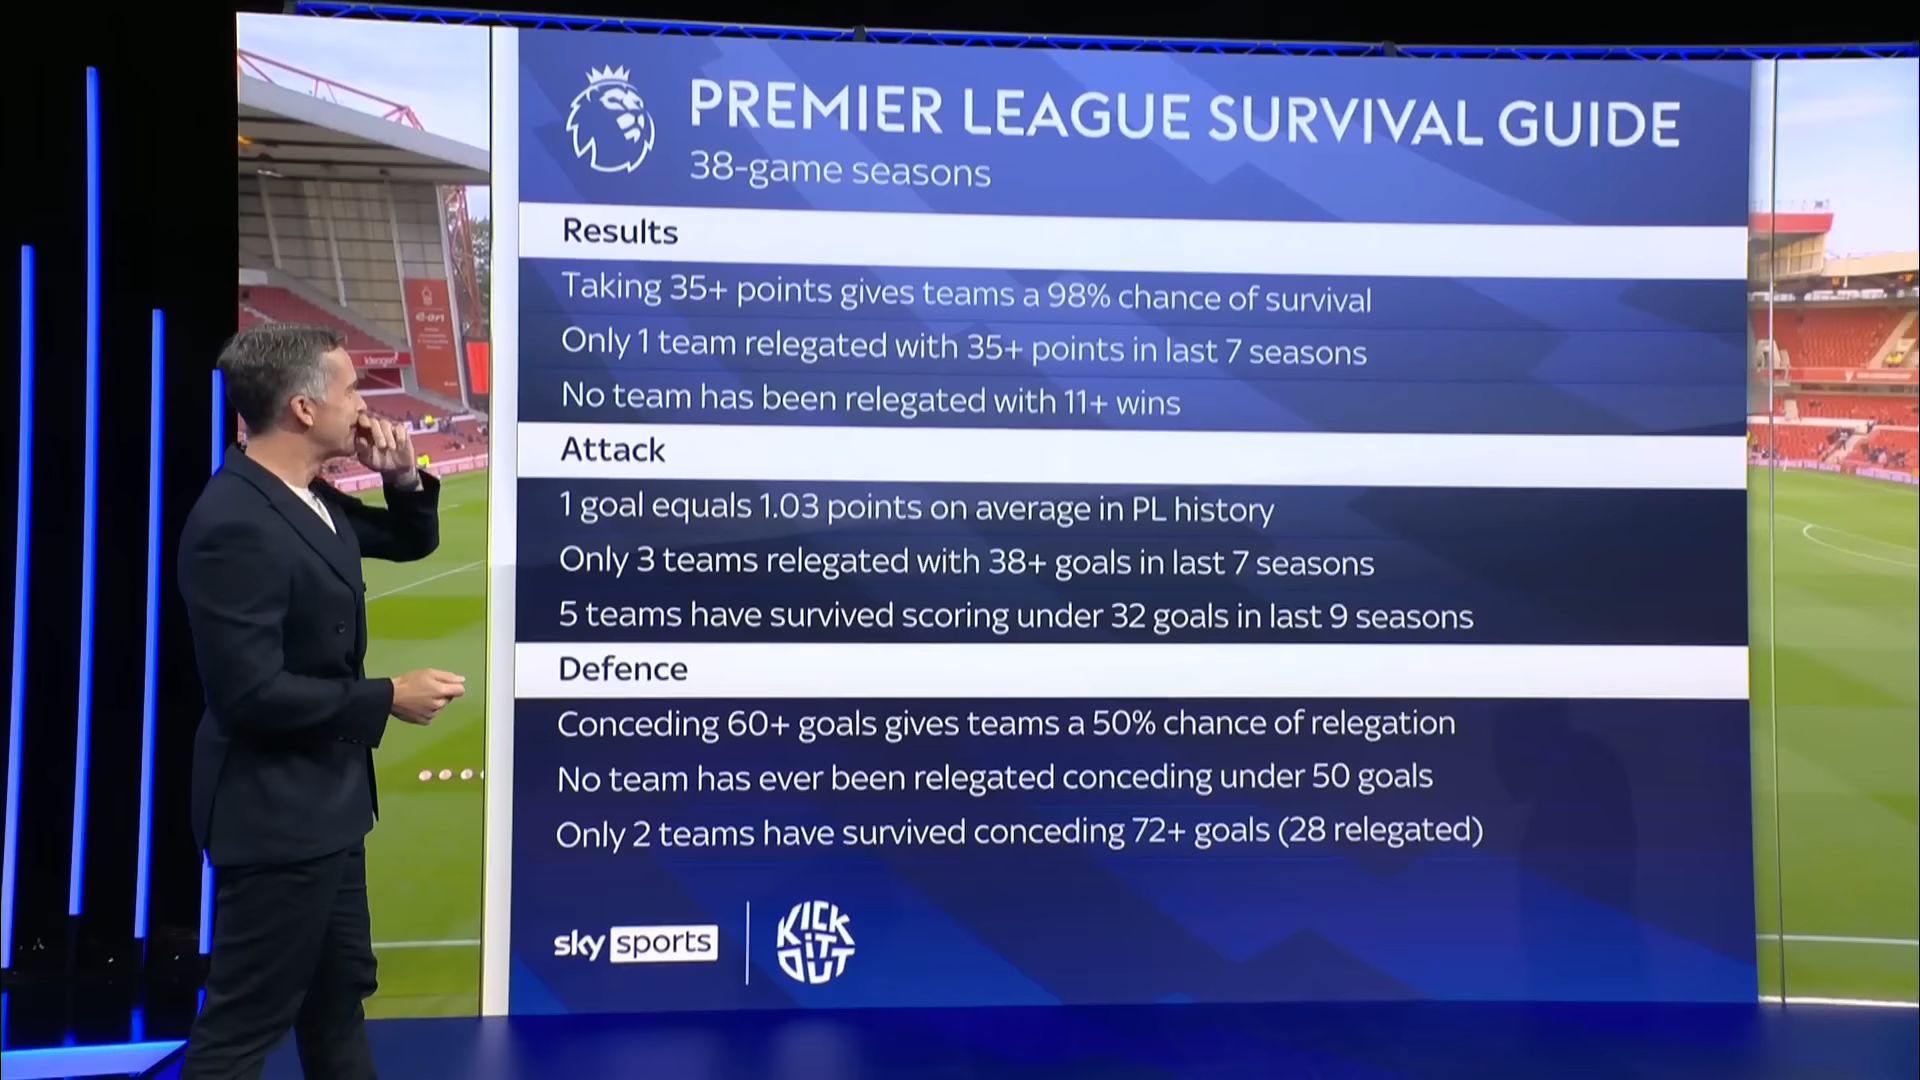 PREMIER LEAGUE SURVIVAL GUIDE
38-game seasons
Results
Taking 35+ points gives teams a 98% chance of survival
Only 1 team relegated with 35+ points in last 7 seasons
No team has been relegated with 11+ wins
Attack
1 goal equals 1.03 points on average in PL history
Only 3 teams relegated with 38+ goals in last 7 seasons
5 teams have survived scoring under 32 goals in last 9 seasons
Defence
Conceding 60+ goals gives teams a 50% chance of relegation
No team has ever been relegated conceding under 50 goals
Only 2 teams have survived conceding 72+ goals (28 relegated)
sky sports
KICK
IT
OUT
e·on
ideagen